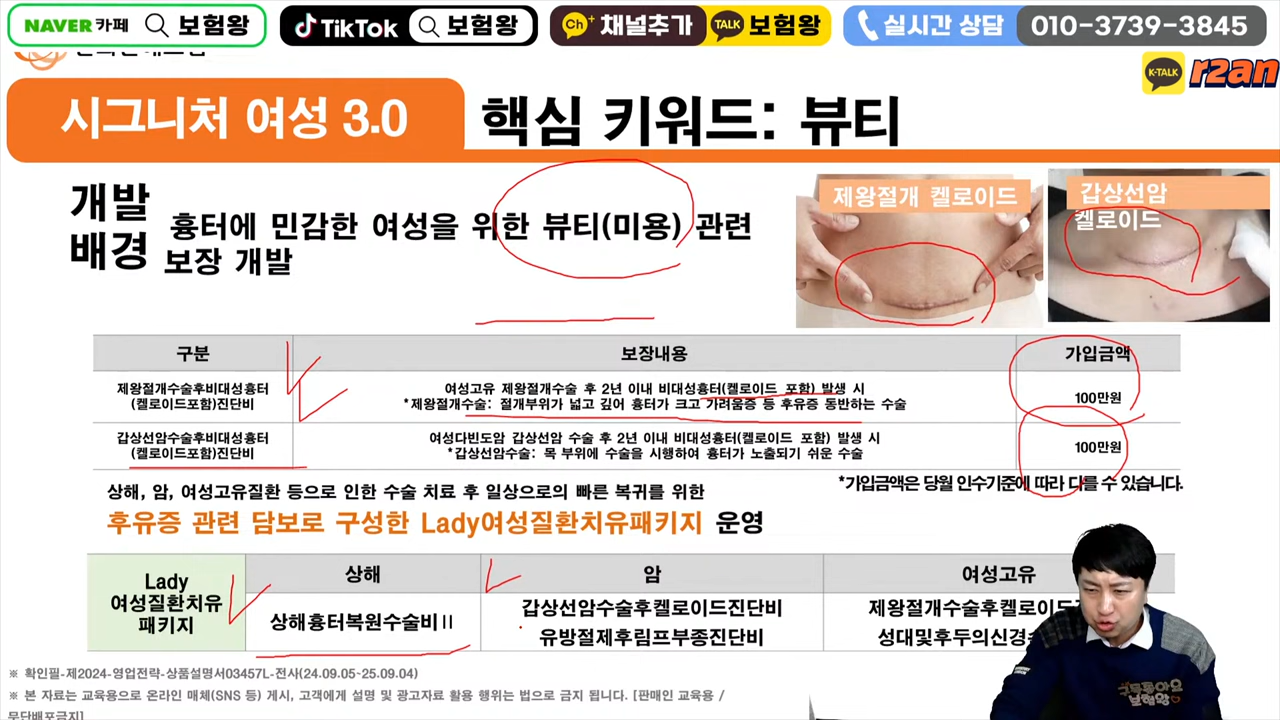 NAVER 카페 보험왕
TikTok 보험왕
Ch+ 채널추가 TALK 보험왕
실시간 상담 010-3739-3845
K-TALK r2an
시그니처 여성 3.0
핵심 키워드: 뷰티
개발
배경
흉터에 민감한 여성을 위한 뷰티(미용) 관련
보장 개발
제왕절개 켈로이드
갑상선암
켈로이드
구분 보장내용 가입금액
제왕절개수술후비대성흉터
(켈로이드포함)진단비
여성고유 제왕절개수술 후 2년 이내 비대성흉터(켈로이드 포함) 발생 시
*제왕절개수술: 절개부위가 넓고 깊어 흉터가 크고 가려움증 등 후유증 동반하는 수술
100만원
갑상선암수술후비대성흉터
(켈로이드포함)진단비
여성다빈도암 갑상선암 수술 후 2년 이내 비대성흉터(켈로이드 포함) 발생 시
*갑상선암수술: 목 부위에 수술을 시행하여 흉터가 노출되기 쉬운 수술
100만원
*가입금액은 당월 인수기준에 따라 다를 수 있습니다.
상해, 암, 여성고유질환 등으로 인한 수술 치료 후 일상으로의 빠른 복귀를 위한
후유증 관련 담보로 구성한 Lady여성질환치유패키지 운영
Lady
여성질환치유
패키지
상해 암 여성고유
상해흉터복원수술비Ⅱ
갑상선암수술후켈로이드진단비
유방절제후림프부종진단비
제왕절개수술후켈로이드
성대및후두의신경
※ 확인필-제2024-영업전략-상품설명서03457L-전사(24.09.05~25.09.04)
※ 본 자료는 교육용으로 온라인 매체(SNS 등) 게시, 고객에게 설명 및 광고자료 활용 행위는 법으로 금지 됩니다. [판매인 교육용 /
무단배포금지]
보험왕